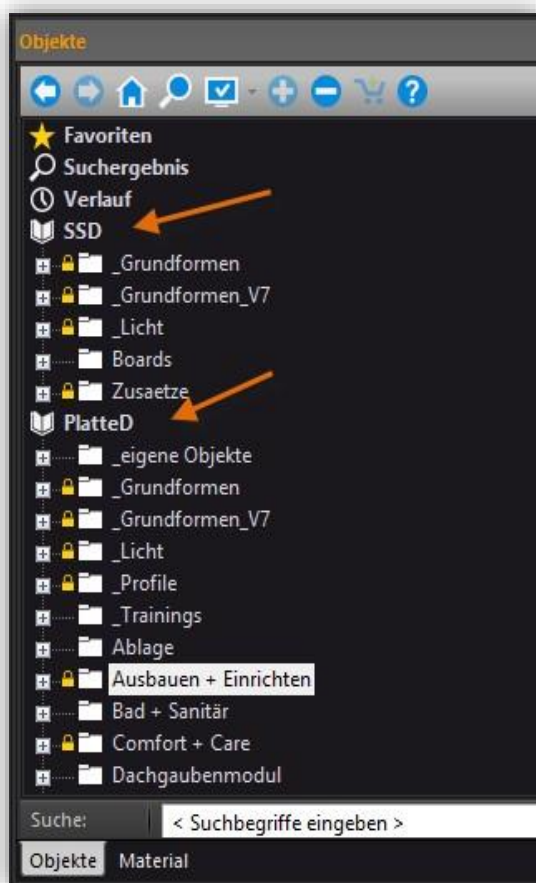 Objekte
Favoriten
Suchergebnis
Verlauf
SSD
_Grundformen
_Grundformen_V7
_Licht
Boards
Zusaetze
PlatteD
_eigene Objekte
_Grundformen
_Grundformen_V7
_Licht
_Profile
_Trainings
Ablage
Ausbauen + Einrichten
Bad + Sanitär
Comfort + Care
Dachgaubenmodul
Suche: < Suchbegriffe eingeben >
Objekte Material